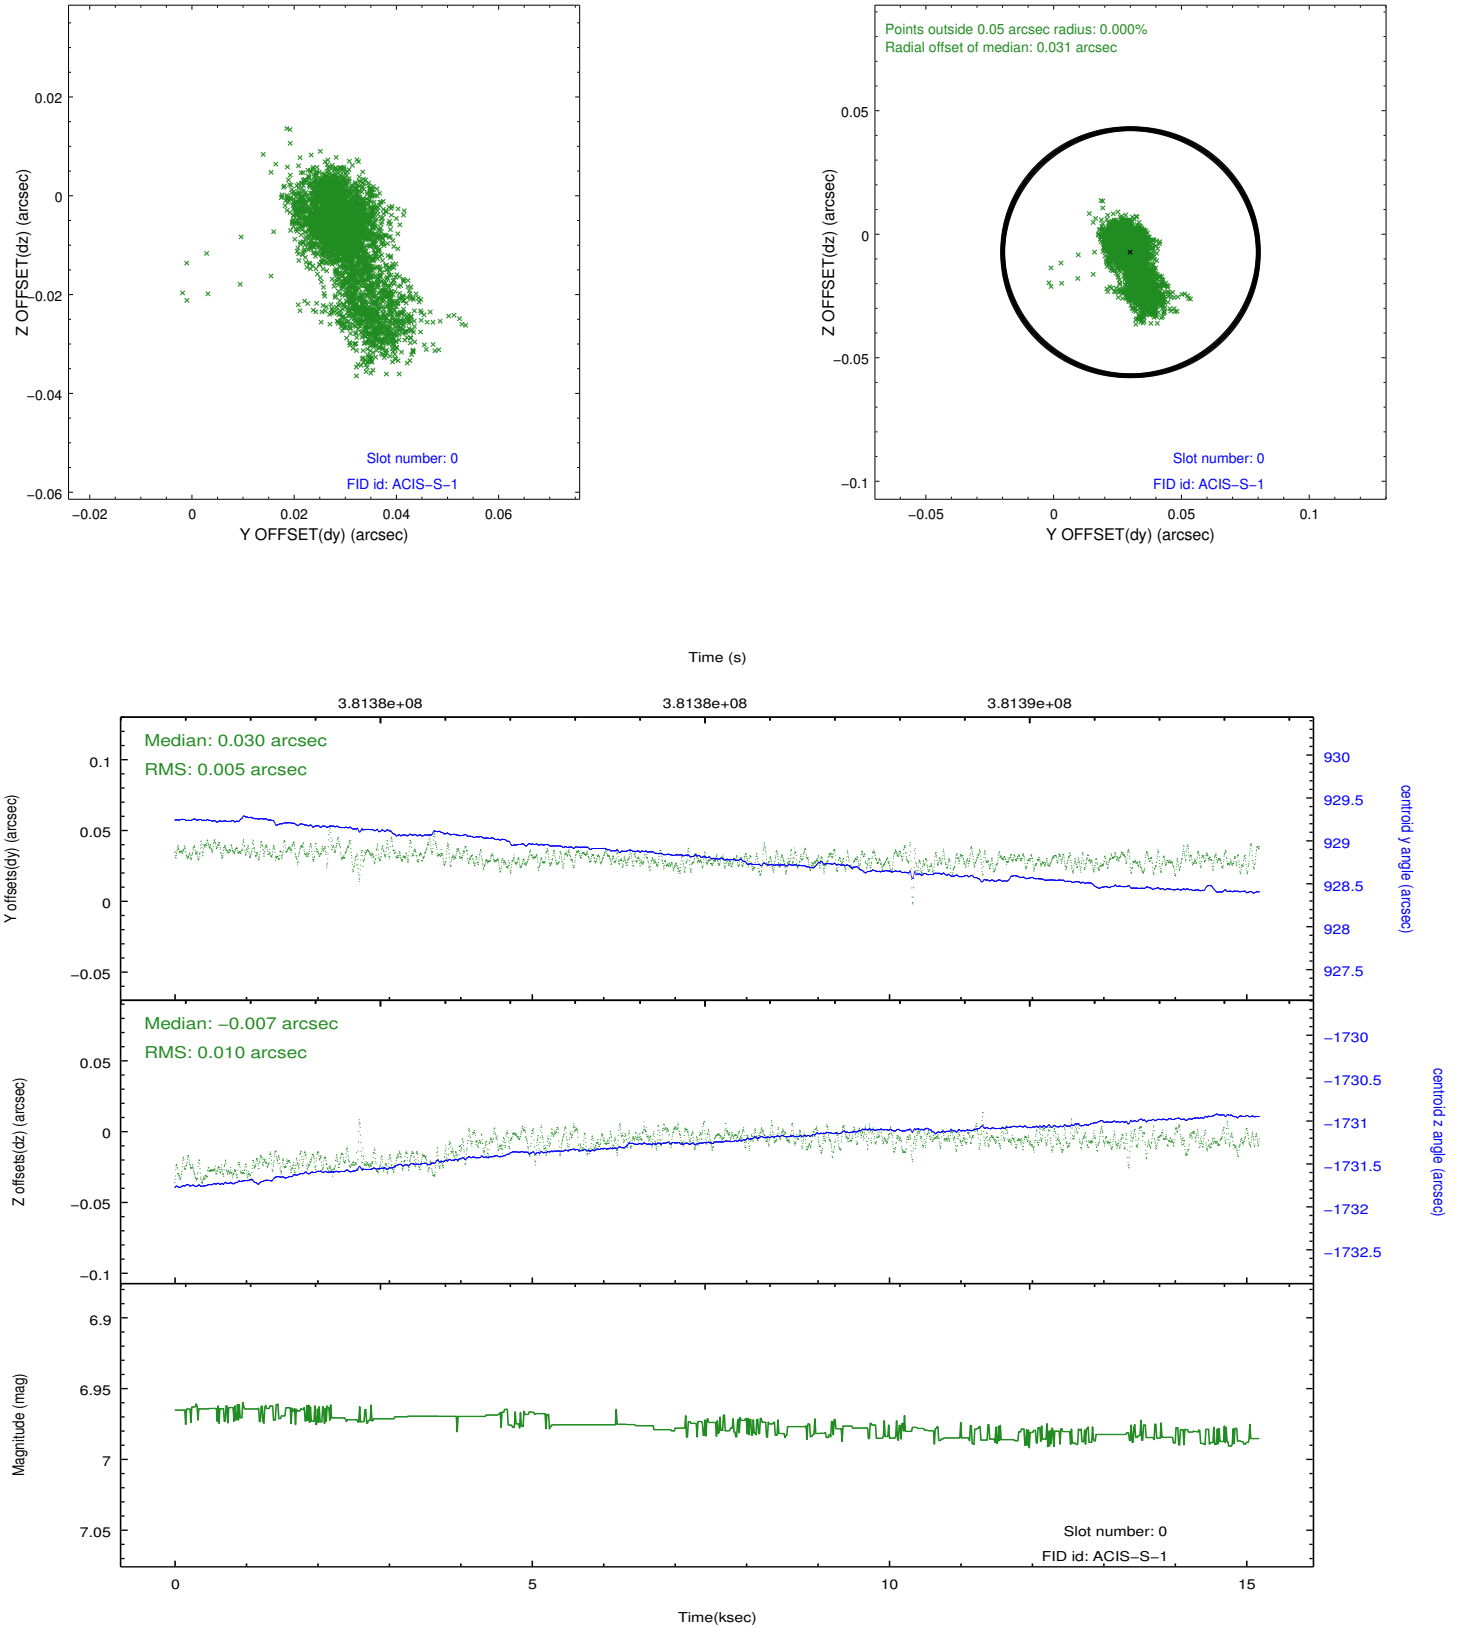 Points outside 0.05 arcsec radius: 0.000%
Radial offset of median: 0.031 arcsec
0.02
0
−0.02
−0.04
−0.06
Z OFFSET(dz) (arcsec)
Slot number: 0
FID id: ACIS−S−1
−0.02
0
0.02
0.04
0.06
Y OFFSET(dy) (arcsec)
0.05
0
−0.05
−0.1
Z OFFSET(dz) (arcsec)
Slot number: 0
FID id: ACIS−S−1
−0.05
0
0.05
0.1
Y OFFSET(dy) (arcsec)
Time (s)
3.8138e+08
3.8138e+08
3.8139e+08
Median: 0.030 arcsec
RMS: 0.005 arcsec
0.1
0.05
0
−0.05
Y offsets(dy) (arcsec)
930
929.5
929
928.5
928
927.5
centroid y angle (arcsec)
Median: −0.007 arcsec
RMS: 0.010 arcsec
0.05
0
−0.05
−0.1
Z offsets(dz) (arcsec)
−1730
−1730.5
−1731
−1731.5
−1732
−1732.5
centroid z angle (arcsec)
6.9
6.95
7
7.05
Magnitude (mag)
Slot number: 0
FID id: ACIS−S−1
0
5
10
15
Time(ksec)